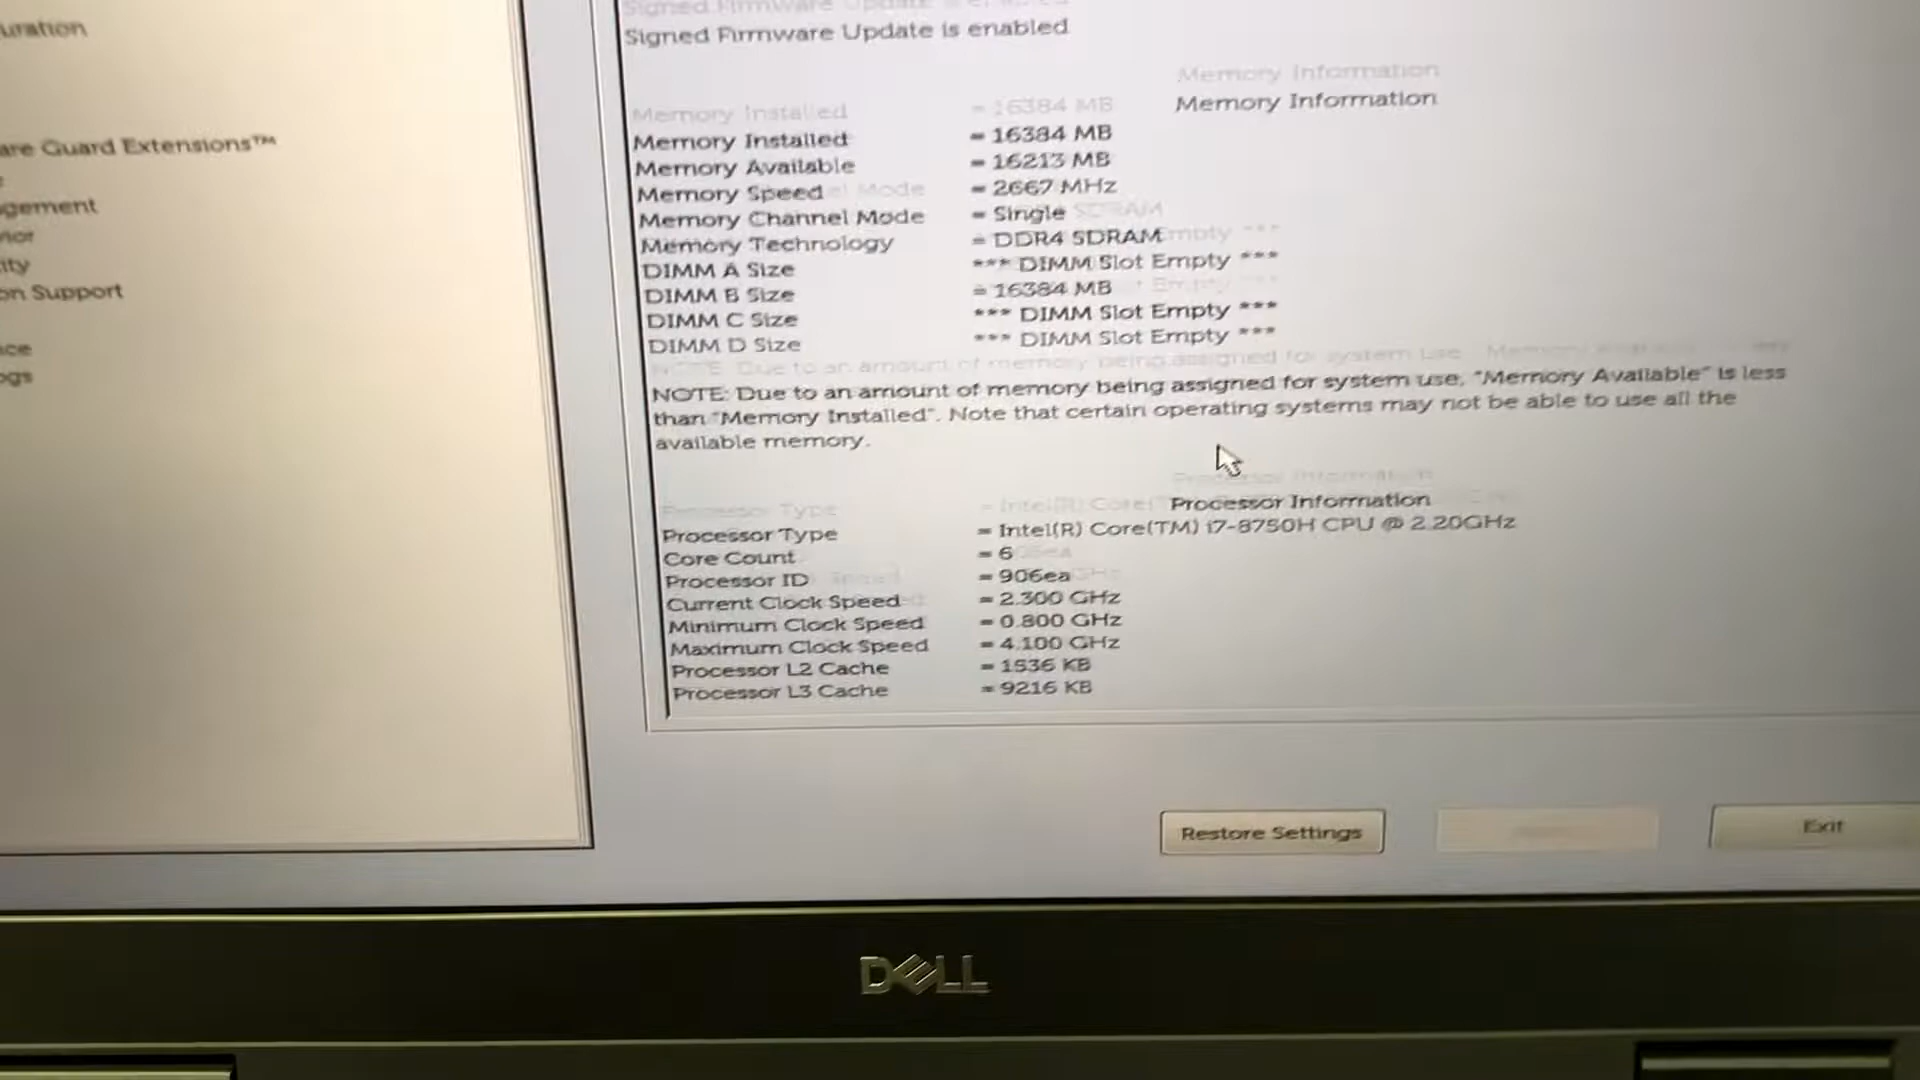 uration
are Guard Extensions™
gement
ity
on Support
ogs
Signed Firmware Update is enabled
Memory Information
Memory Installed = 16384 MB
Memory Available = 16213 MB
Memory Speed = 2667 MHz
Memory Channel Mode = Single
Memory Technology = DDR4 SDRAM
DIMM A Size *** DIMM Slot Empty ***
DIMM B Size = 16384 MB
DIMM C Size *** DIMM Slot Empty ***
DIMM D Size *** DIMM Slot Empty ***
NOTE: Due to an amount of memory being assigned for system use, "Memory Available" is less
than "Memory Installed". Note that certain operating systems may not be able to use all the
available memory.
Processor Information
Processor Type = Intel(R) Core(TM) i7-8750H CPU @ 2.20GHz
Core Count = 6
Processor ID = 906ea
Current Clock Speed = 2.300 GHz
Minimum Clock Speed = 0.800 GHz
Maximum Clock Speed = 4.100 GHz
Processor L2 Cache = 1536 KB
Processor L3 Cache = 9216 KB
Restore Settings
Exit
DELL